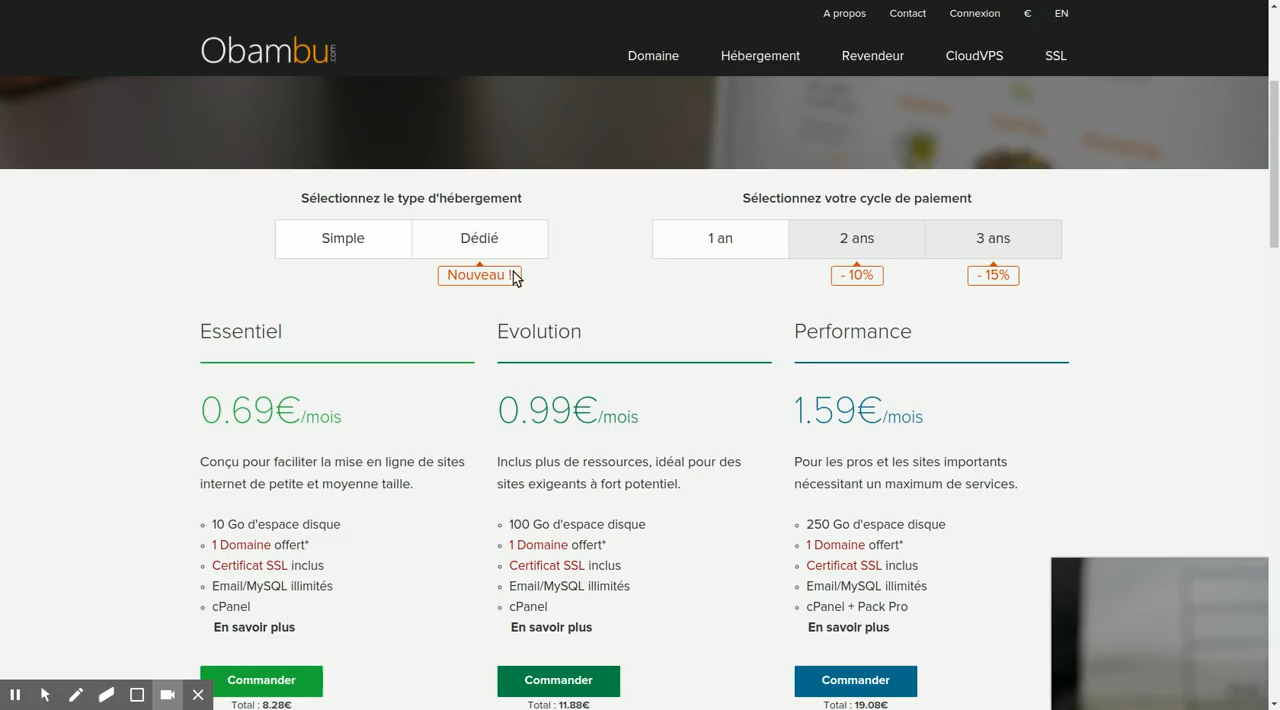 A propos Contact Connexion € EN
Obambu.com
Domaine Hébergement Revendeur CloudVPS SSL
Sélectionnez le type d'hébergement
Simple Dédié
Nouveau !
Sélectionnez votre cycle de paiement
1 an 2 ans 3 ans
- 10% - 15%
Essentiel
0.69€/mois
Conçu pour faciliter la mise en ligne de sites
internet de petite et moyenne taille.
10 Go d'espace disque
1 Domaine offert*
Certificat SSL inclus
Email/MySQL illimités
cPanel
En savoir plus
Commander
Total : 8.28€
Evolution
0.99€/mois
Inclus plus de ressources, idéal pour des
sites exigeants à fort potentiel.
100 Go d'espace disque
1 Domaine offert*
Certificat SSL inclus
Email/MySQL illimités
cPanel
En savoir plus
Commander
Total : 11.88€
Performance
1.59€/mois
Pour les pros et les sites importants
nécessitant un maximum de services.
250 Go d'espace disque
1 Domaine offert*
Certificat SSL inclus
Email/MySQL illimités
cPanel + Pack Pro
En savoir plus
Commander
Total : 19.08€